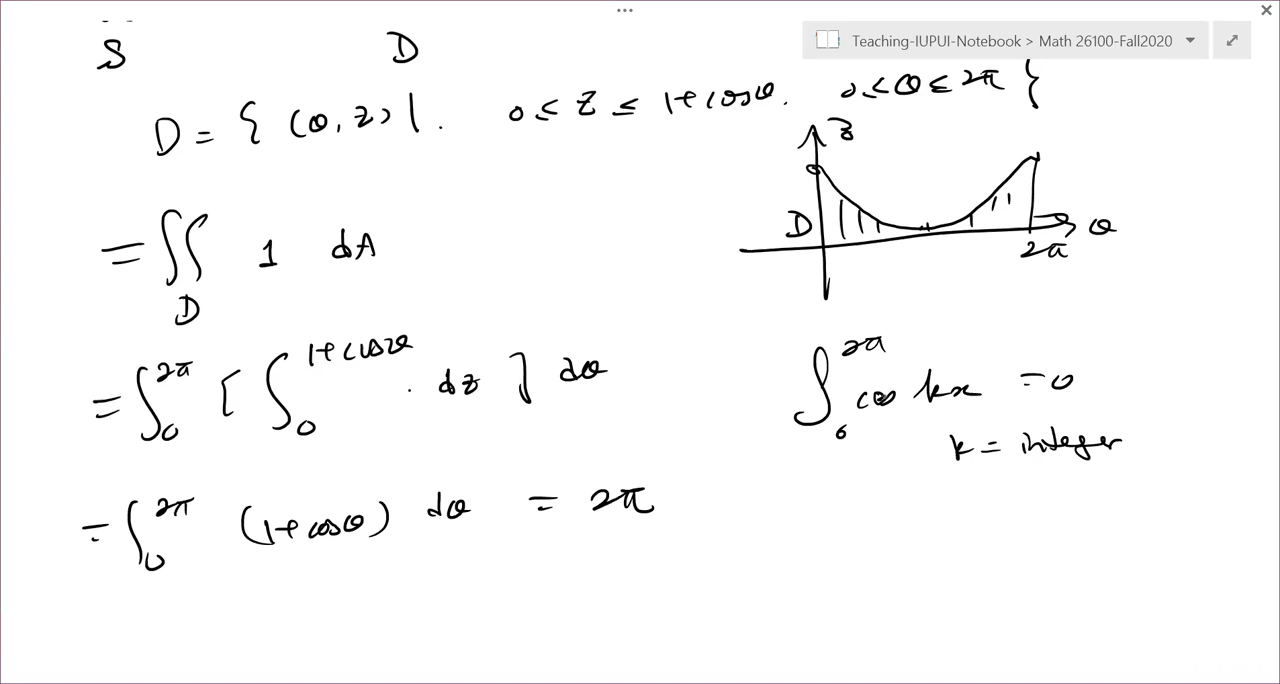 Teaching-IUPUI-Notebook > Math 26100-Fall2020
S D
D = { (θ, z) | . 0 ≤ z ≤ 1+cosθ. 0 ≤ θ ≤ 2π }
z
D θ
2π
= ∬_D 1 dA
= ∫_0^{2π} [ ∫_0^{1+cosθ} . dz ] dθ
∫_0^{2π} cos kx = 0
k = integer
= ∫_0^{2π} (1+cosθ) dθ = 2π